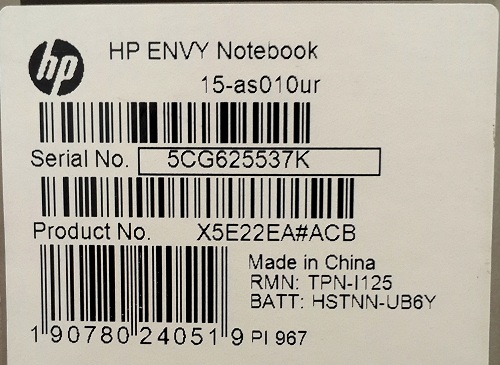 hp
HP ENVY Notebook
15-as010ur
Serial No. 5CG625537K
Product No. X5E22EA#ACB
Made in China
RMN: TPN-I125
BATT: HSTNN-UB6Y
1 90780 24051 9 PI 967